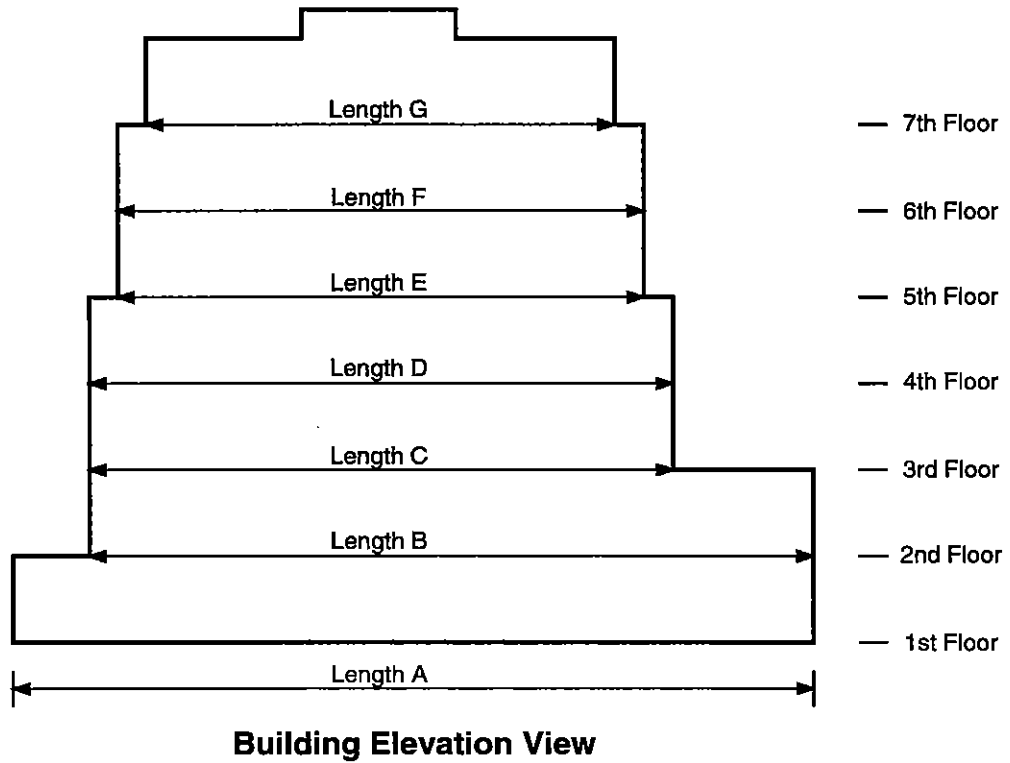 Length G
7th Floor
Length F
6th Floor
Length E
5th Floor
Length D
4th Floor
Length C
3rd Floor
Length B
2nd Floor
1st Floor
Length A
Building Elevation View